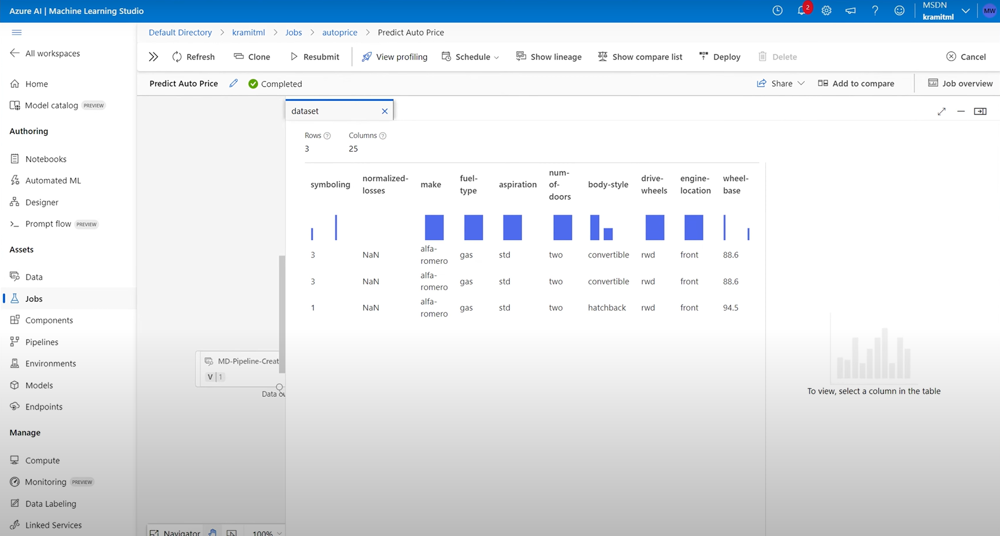 Azure AI | Machine Learning Studio
2
MSDN
kramitml
MW
Default Directory > kramitml > Jobs > autoprice > Predict Auto Price
All workspaces
Refresh Clone Resubmit View profiling Schedule Show lineage Show compare list Deploy Delete Cancel
Predict Auto Price Completed Share Add to compare Job overview
Home
Model catalog PREVIEW
Authoring
Notebooks
Automated ML
Designer
Prompt flow PREVIEW
Assets
Data
Jobs
Components
Pipelines
Environments
Models
Endpoints
Manage
Compute
Monitoring PREVIEW
Data Labeling
Linked Services
MD-Pipeline-Creat
V | 1
Data ou
Navigator 100%
dataset
Rows Columns
3 25
symboling normalized-losses make fuel-type aspiration num-of-doors body-style drive-wheels engine-location wheel-base
3 NaN alfa-romero gas std two convertible rwd front 88.6
3 NaN alfa-romero gas std two convertible rwd front 88.6
1 NaN alfa-romero gas std two hatchback rwd front 94.5
To view, select a column in the table